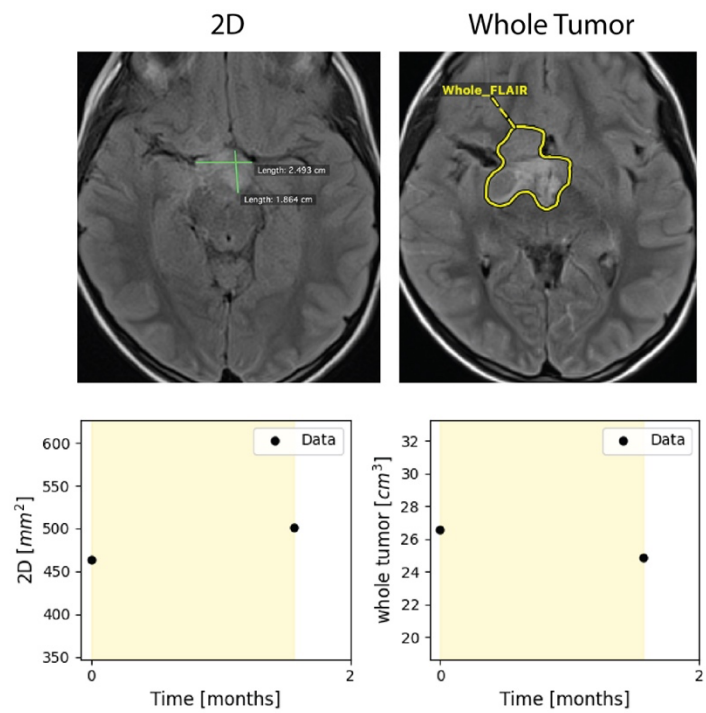 2D
Whole Tumor
Whole_FLAIR
Length: 2.493 cm
Length: 1.864 cm
600
550
500
450
400
350
2D [mm²]
Data
0
2
Time [months]
32
30
28
26
24
22
20
whole tumor [cm³]
Data
0
2
Time [months]